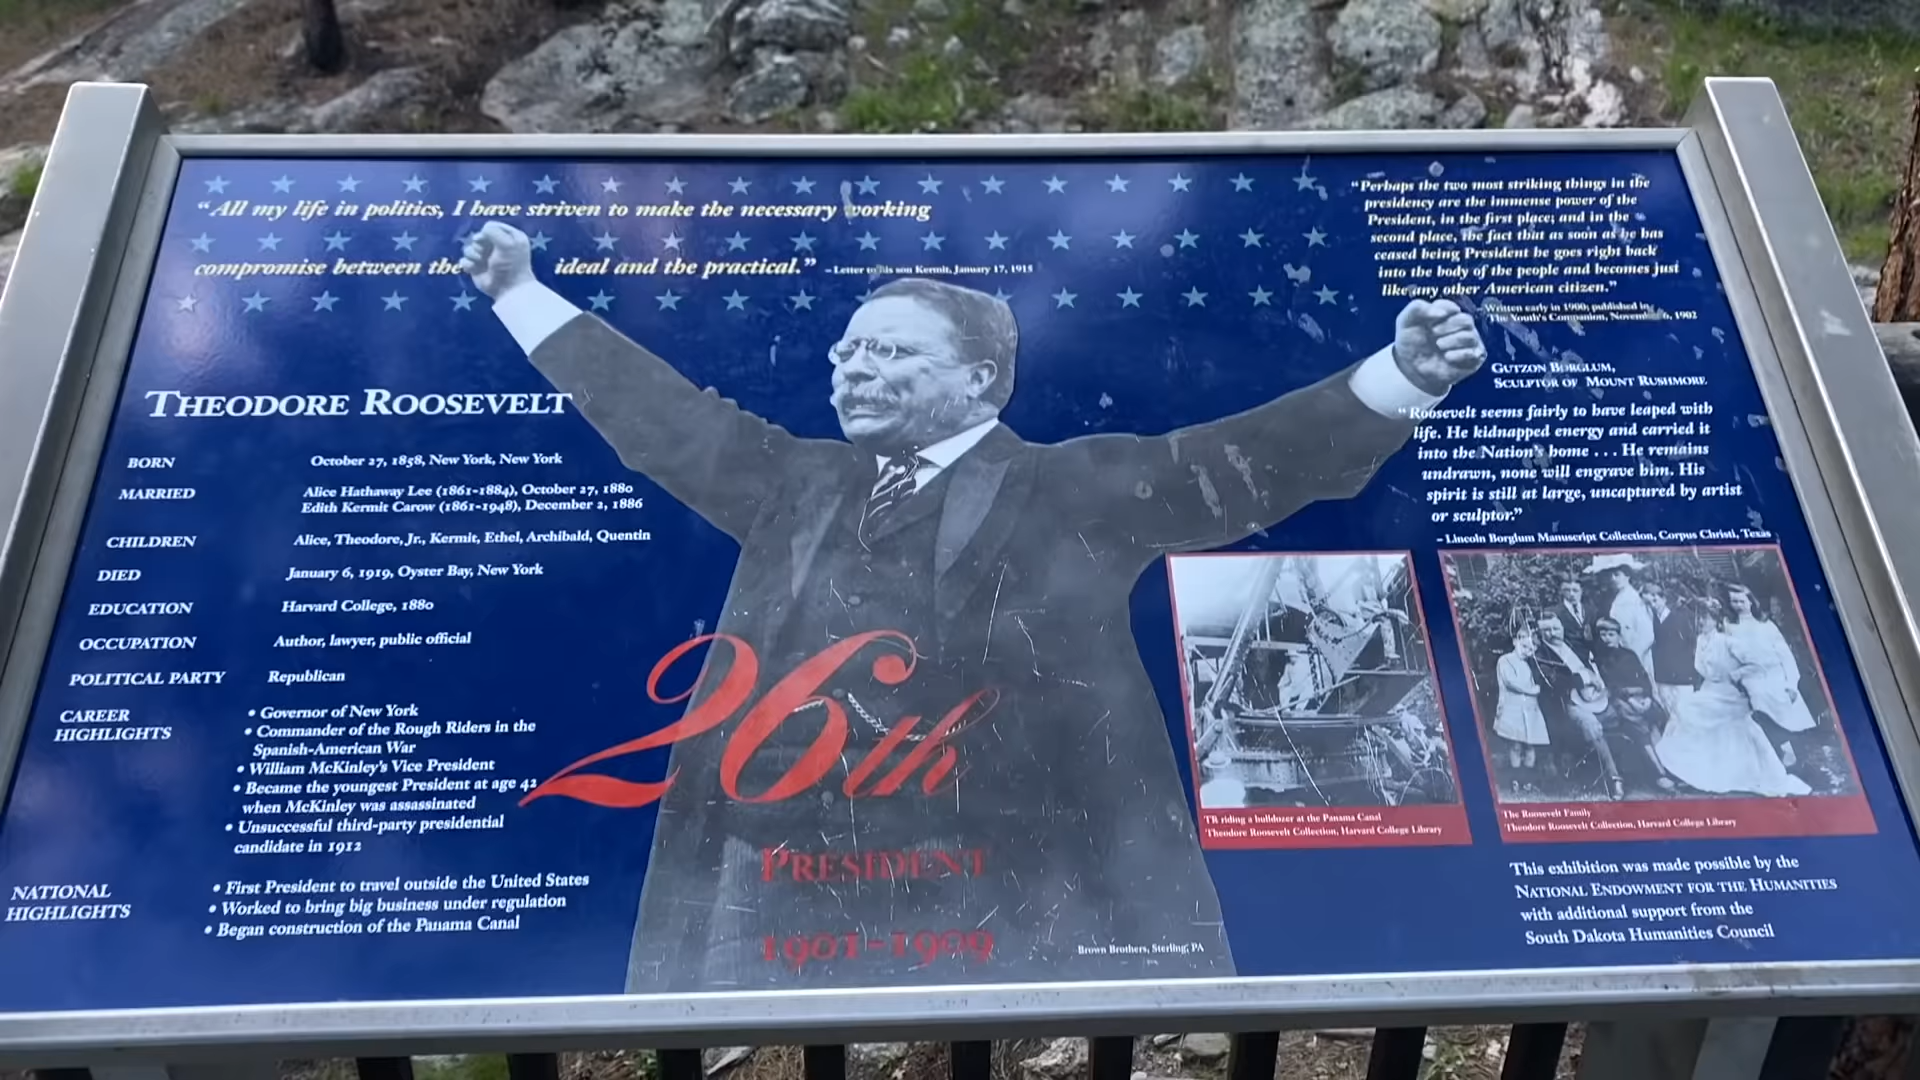 “All my life in politics, I have striven to make the necessary working
compromise between the ideal and the practical.” – Letter to his son Kermit, January 17, 1915
THEODORE ROOSEVELT
BORN October 27, 1858, New York, New York
MARRIED Alice Hathaway Lee (1861-1884), October 27, 1880
Edith Kermit Carow (1861-1948), December 2, 1886
CHILDREN Alice, Theodore, Jr., Kermit, Ethel, Archibald, Quentin
DIED January 6, 1919, Oyster Bay, New York
EDUCATION Harvard College, 1880
OCCUPATION Author, lawyer, public official
POLITICAL PARTY Republican
CAREER
HIGHLIGHTS
• Governor of New York
• Commander of the Rough Riders in the
Spanish-American War
• William McKinley’s Vice President
• Became the youngest President at age 42
when McKinley was assassinated
• Unsuccessful third-party presidential
candidate in 1912
NATIONAL
HIGHLIGHTS
• First President to travel outside the United States
• Worked to bring big business under regulation
• Began construction of the Panama Canal
26th
PRESIDENT
1901-1909
Brown Brothers, Sterling, PA
“Perhaps the two most striking things in the
presidency are the immense power of the
President, in the first place; and in the
second place, the fact that as soon as he has
ceased being President he goes right back
into the body of the people and becomes just
like any other American citizen.”
Written early in 1900; published in
The Youth’s Companion, November 6, 1902
GUTZON BORGLUM,
SCULPTOR OF MOUNT RUSHMORE
“Roosevelt seems fairly to have leaped with
life. He kidnapped energy and carried it
into the Nation’s home . . . He remains
undrawn, none will engrave him. His
spirit is still at large, uncaptured by artist
or sculptor.”
– Lincoln Borglum Manuscript Collection, Corpus Christi, Texas
TR riding a bulldozer at the Panama Canal
Theodore Roosevelt Collection, Harvard College Library
The Roosevelt Family
Theodore Roosevelt Collection, Harvard College Library
This exhibition was made possible by the
NATIONAL ENDOWMENT FOR THE HUMANITIES
with additional support from the
South Dakota Humanities Council